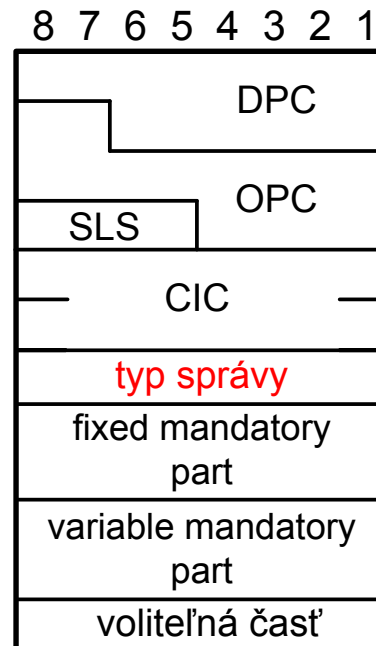 8 7 6 5 4 3 2 1
DPC
OPC
SLS
CIC
typ správy
fixed mandatory
part
variable mandatory
part
voliteľná časť